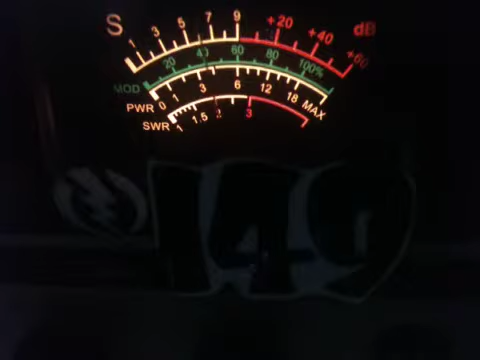 S 1 3 5 7 9 +20 +40 +60 dB
MOD 20 40 60 80 100%
PWR 0 1 3 6 12 18 MAX
SWR 1 1.5 2 3
149